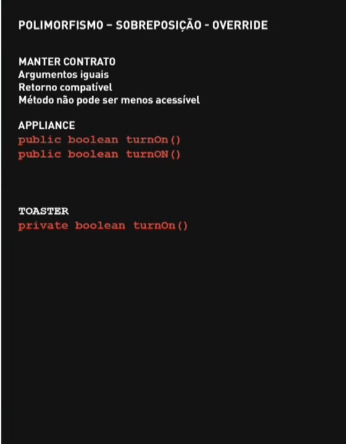 POLIMORFISMO – SOBREPOSIÇÃO - OVERRIDE
MANTER CONTRATO
Argumentos iguais
Retorno compatível
Método não pode ser menos acessível
APPLIANCE
public boolean turnOn()
public boolean turnON()
TOASTER
private boolean turnOn()